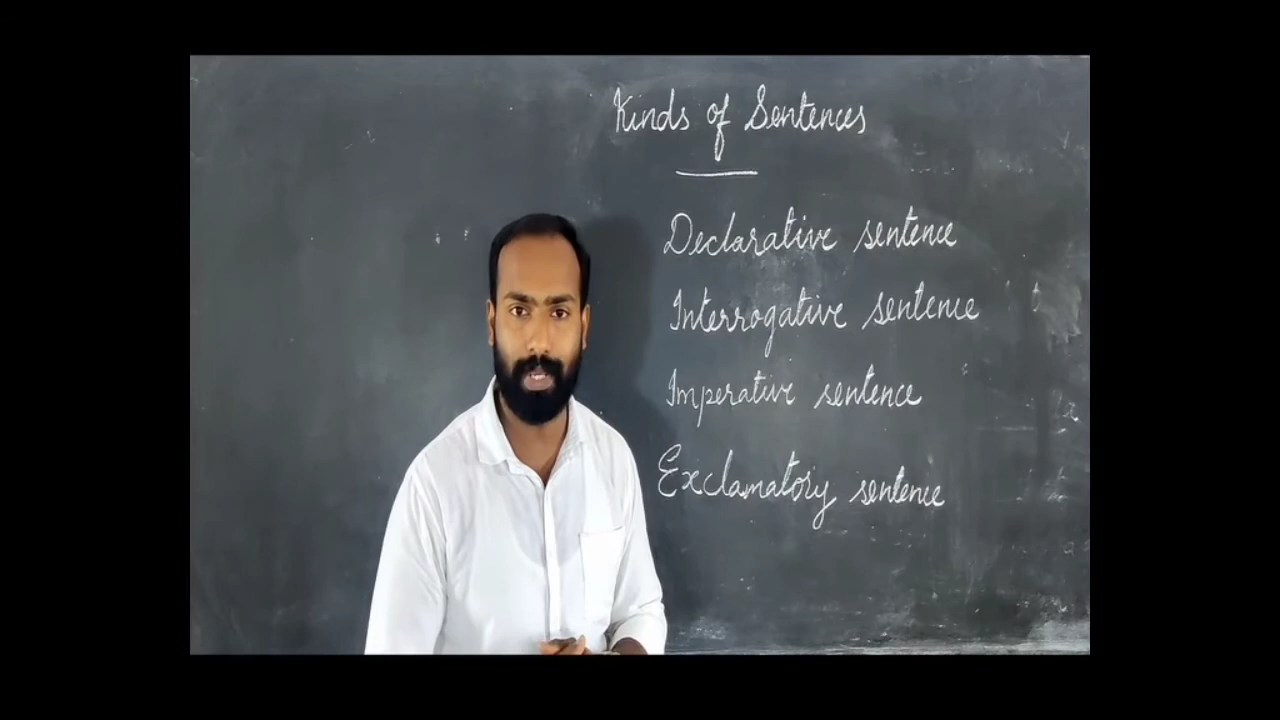 Kinds of Sentences
Declarative sentence
Interrogative sentence
Imperative sentence
Exclamatory sentence